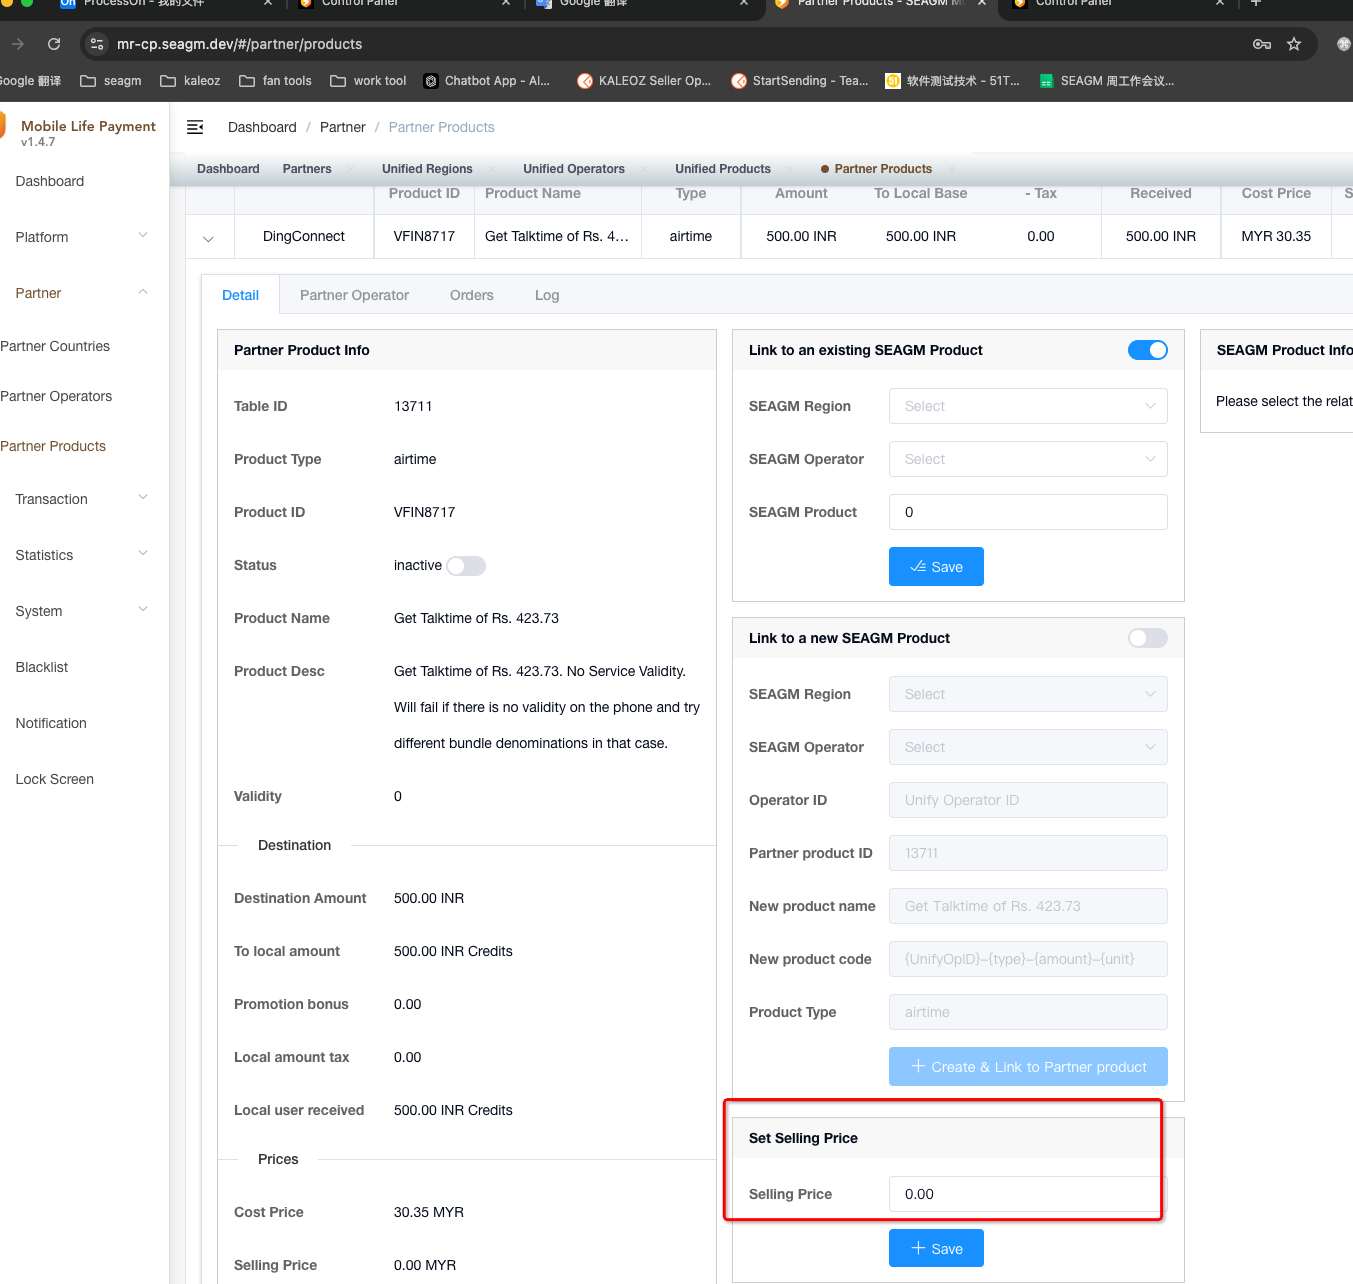 ProcessOn - 我的文件
Control Panel
Google 翻译
Partner Products - SEAGM M
Control Panel
mr-cp.seagm.dev/#/partner/products
Google 翻译
seagm
kaleoz
fan tools
work tool
Chatbot App - AI...
KALEOZ Seller Op...
StartSending - Tea...
软件测试技术 - 51T...
SEAGM 周工作会议...
Mobile Life Payment
v1.4.7
Dashboard / Partner / Partner Products
Dashboard
Partners
Unified Regions
Unified Operators
Unified Products
Partner Products
Dashboard
Platform
Partner
Partner Countries
Partner Operators
Partner Products
Transaction
Statistics
System
Blacklist
Notification
Lock Screen
Product ID
Product Name
Type
Amount
To Local Base
- Tax
Received
Cost Price
S
DingConnect
VFIN8717
Get Talktime of Rs. 4...
airtime
500.00 INR
500.00 INR
0.00
500.00 INR
MYR 30.35
Detail
Partner Operator
Orders
Log
Partner Product Info
Table ID
13711
Product Type
airtime
Product ID
VFIN8717
Status
inactive
Product Name
Get Talktime of Rs. 423.73
Product Desc
Get Talktime of Rs. 423.73. No Service Validity.
Will fail if there is no validity on the phone and try
different bundle denominations in that case.
Validity
0
Destination
Destination Amount
500.00 INR
To local amount
500.00 INR Credits
Promotion bonus
0.00
Local amount tax
0.00
Local user received
500.00 INR Credits
Prices
Cost Price
30.35 MYR
Selling Price
0.00 MYR
Link to an existing SEAGM Product
SEAGM Region
Select
SEAGM Operator
Select
SEAGM Product
0
Save
Link to a new SEAGM Product
SEAGM Region
Select
SEAGM Operator
Select
Operator ID
Unify Operator ID
Partner product ID
13711
New product name
Get Talktime of Rs. 423.73
New product code
{UnifyOpID}-{type}-{amount}-{unit}
Product Type
airtime
Create & Link to Partner product
Set Selling Price
Selling Price
0.00
Save
SEAGM Product Info
Please select the relat